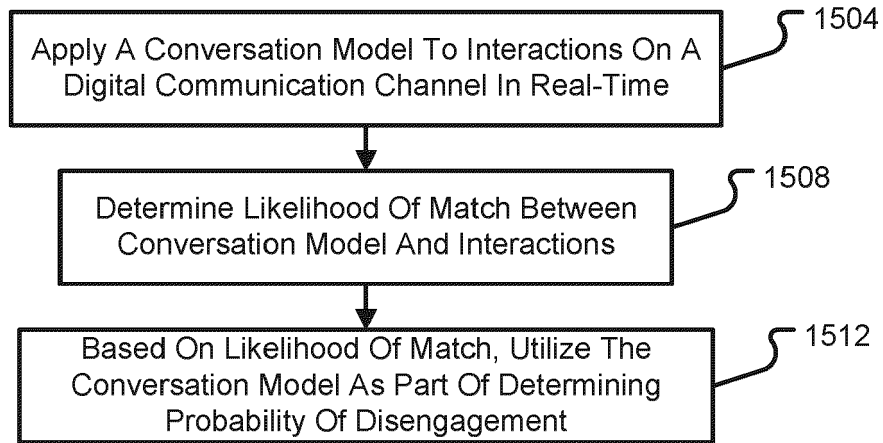 1504
Apply A Conversation Model To Interactions On A
Digital Communication Channel In Real-Time
1508
Determine Likelihood Of Match Between
Conversation Model And Interactions
1512
Based On Likelihood Of Match, Utilize The
Conversation Model As Part Of Determining
Probability Of Disengagement